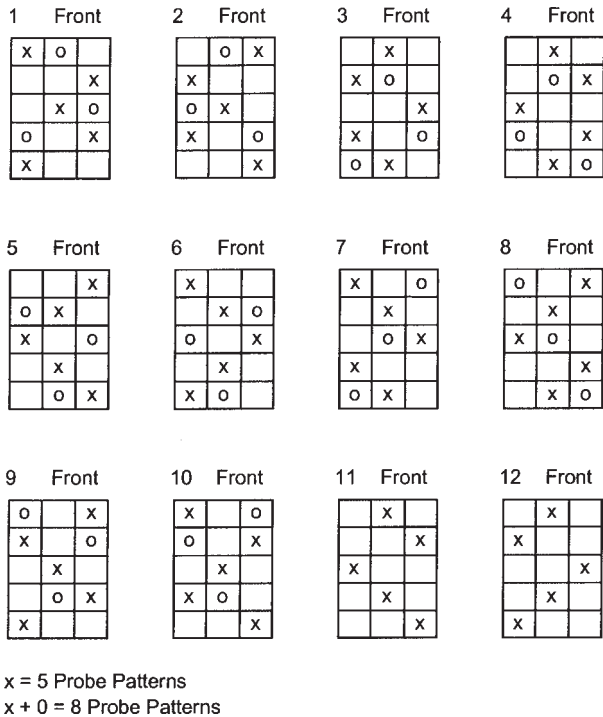 1 Front
x o
x
x o
o x
x
2 Front
o x
x
o x
x o
x
3 Front
x
x o
x
x o
o x
4 Front
x
o x
x
o x
x o
5 Front
x
o x
x o
x
o x
6 Front
x
x o
o x
x
x o
7 Front
x o
x
o x
x
o x
8 Front
o x
x
x o
x
x o
9 Front
o x
x o
x
o x
x
10 Front
x o
o x
x
x o
x
11 Front
x
x
x
x
x
12 Front
x
x
x
x
x
x = 5 Probe Patterns
x + 0 = 8 Probe Patterns